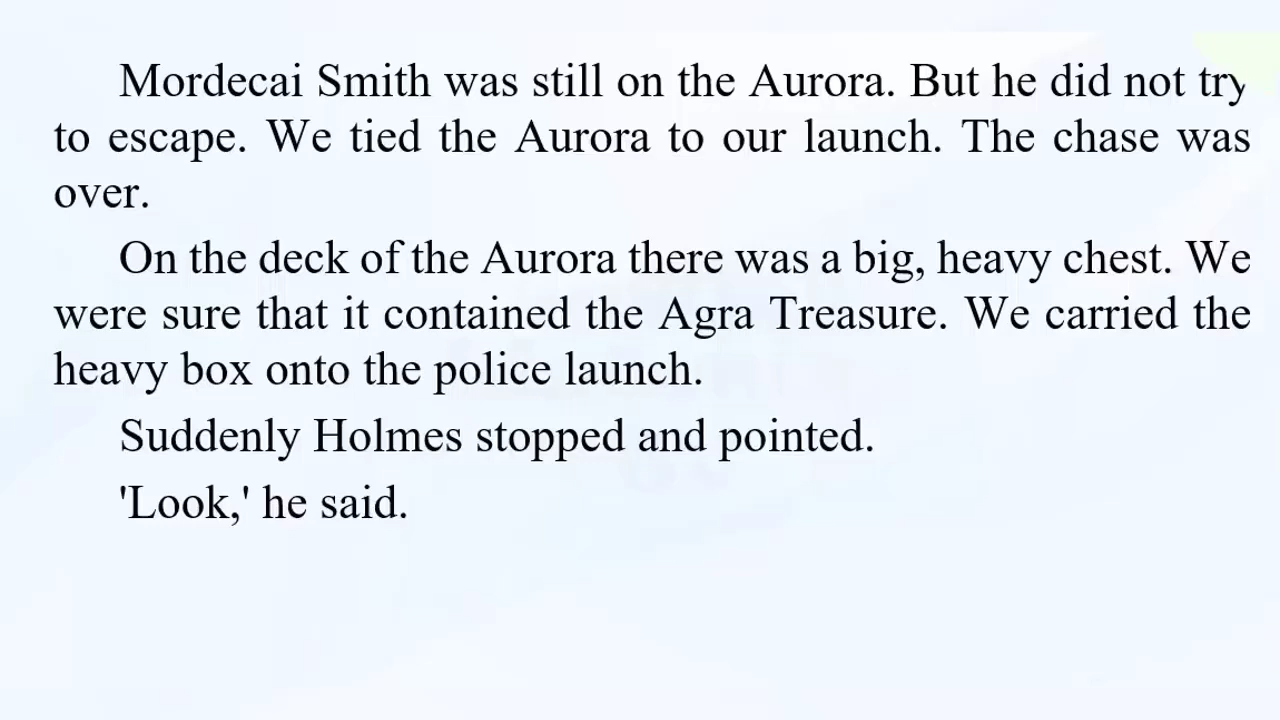 Mordecai Smith was still on the Aurora. But he did not try
to escape. We tied the Aurora to our launch. The chase was
over.
On the deck of the Aurora there was a big, heavy chest. We
were sure that it contained the Agra Treasure. We carried the
heavy box onto the police launch.
Suddenly Holmes stopped and pointed.
'Look,' he said.